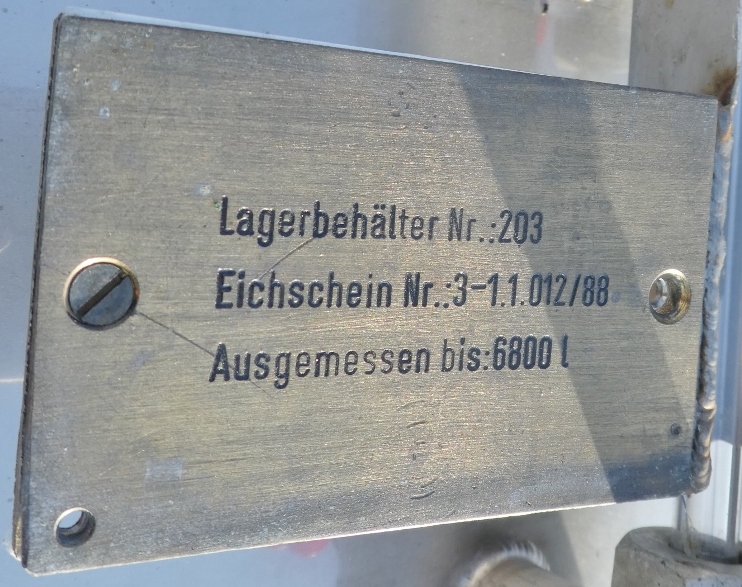 Lagerbehälter Nr.:203
Eichschein Nr.:3-1.1.012/88
Ausgemessen bis:6800 l